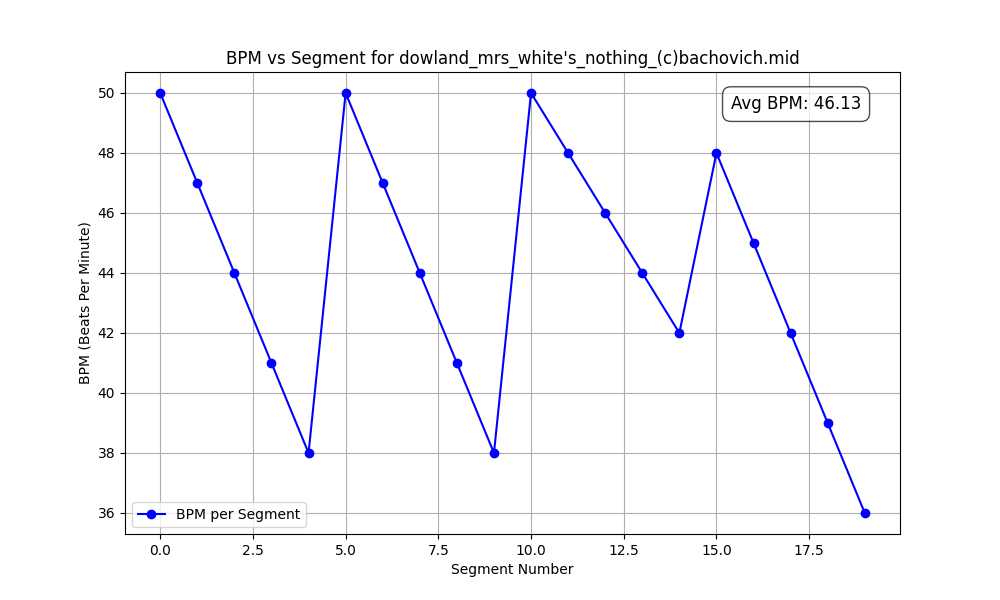 BPM vs Segment for dowland_mrs_white's_nothing_(c)bachovich.mid
Avg BPM: 46.13
BPM (Beats Per Minute)
50
48
46
44
42
40
38
36
BPM per Segment
0.0 2.5 5.0 7.5 10.0 12.5 15.0 17.5
Segment Number